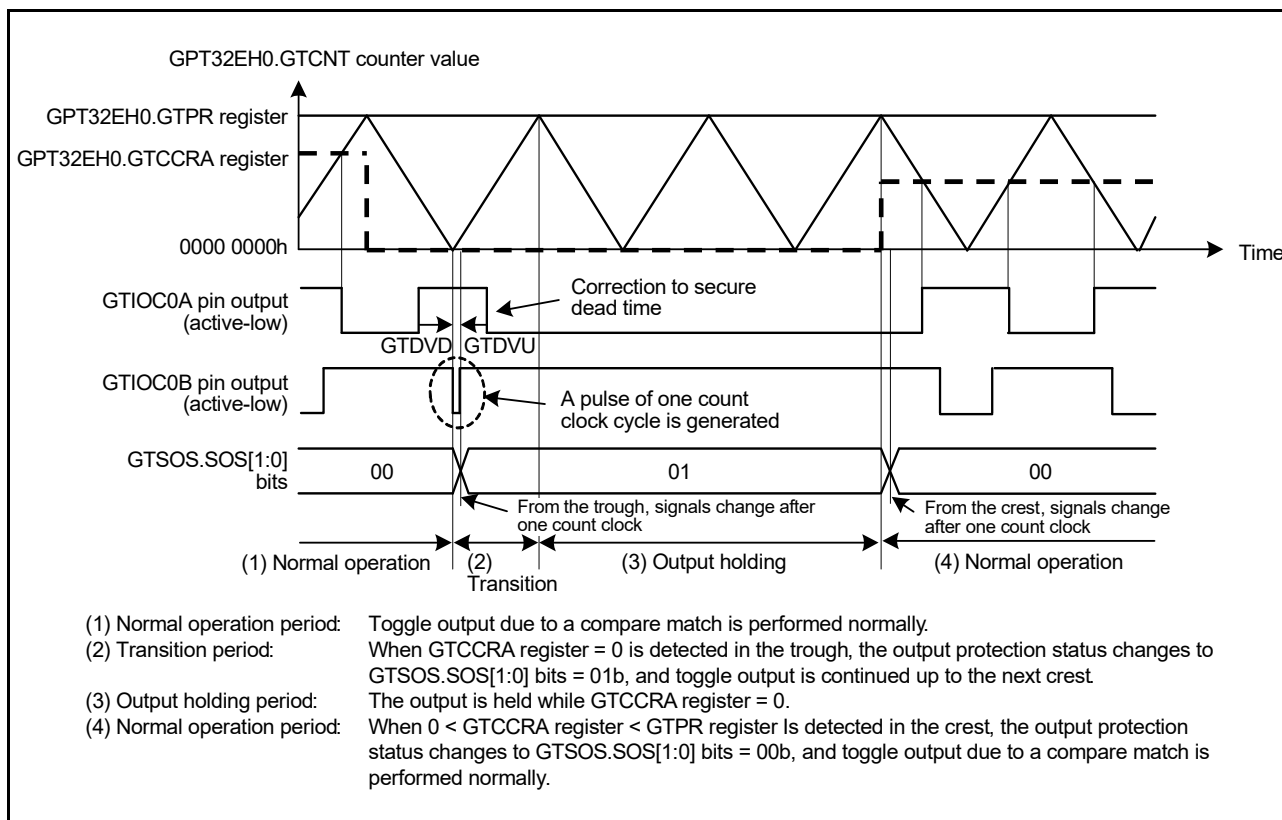 GPT32EH0.GTCNT counter value
GPT32EH0.GTPR register
GPT32EH0.GTCCRA register
0000 0000h
Time
GTIOC0A pin output
(active-low)
Correction to secure
dead time
GTDVD
GTDVU
GTIOC0B pin output
(active-low)
A pulse of one count
clock cycle is generated
GTSOS.SOS[1:0]
bits
00
01
00
From the trough, signals change after
one count clock
From the crest, signals change
after one count clock
(1) Normal operation
(2)
Transition
(3) Output holding
(4) Normal operation
(1) Normal operation period: Toggle output due to a compare match is performed normally.
(2) Transition period: When GTCCRA register = 0 is detected in the trough, the output protection status changes to
GTSOS.SOS[1:0] bits = 01b, and toggle output is continued up to the next crest.
(3) Output holding period: The output is held while GTCCRA register = 0.
(4) Normal operation period: When 0 < GTCCRA register < GTPR register Is detected in the crest, the output protection
status changes to GTSOS.SOS[1:0] bits = 00b, and toggle output due to a compare match is
performed normally.